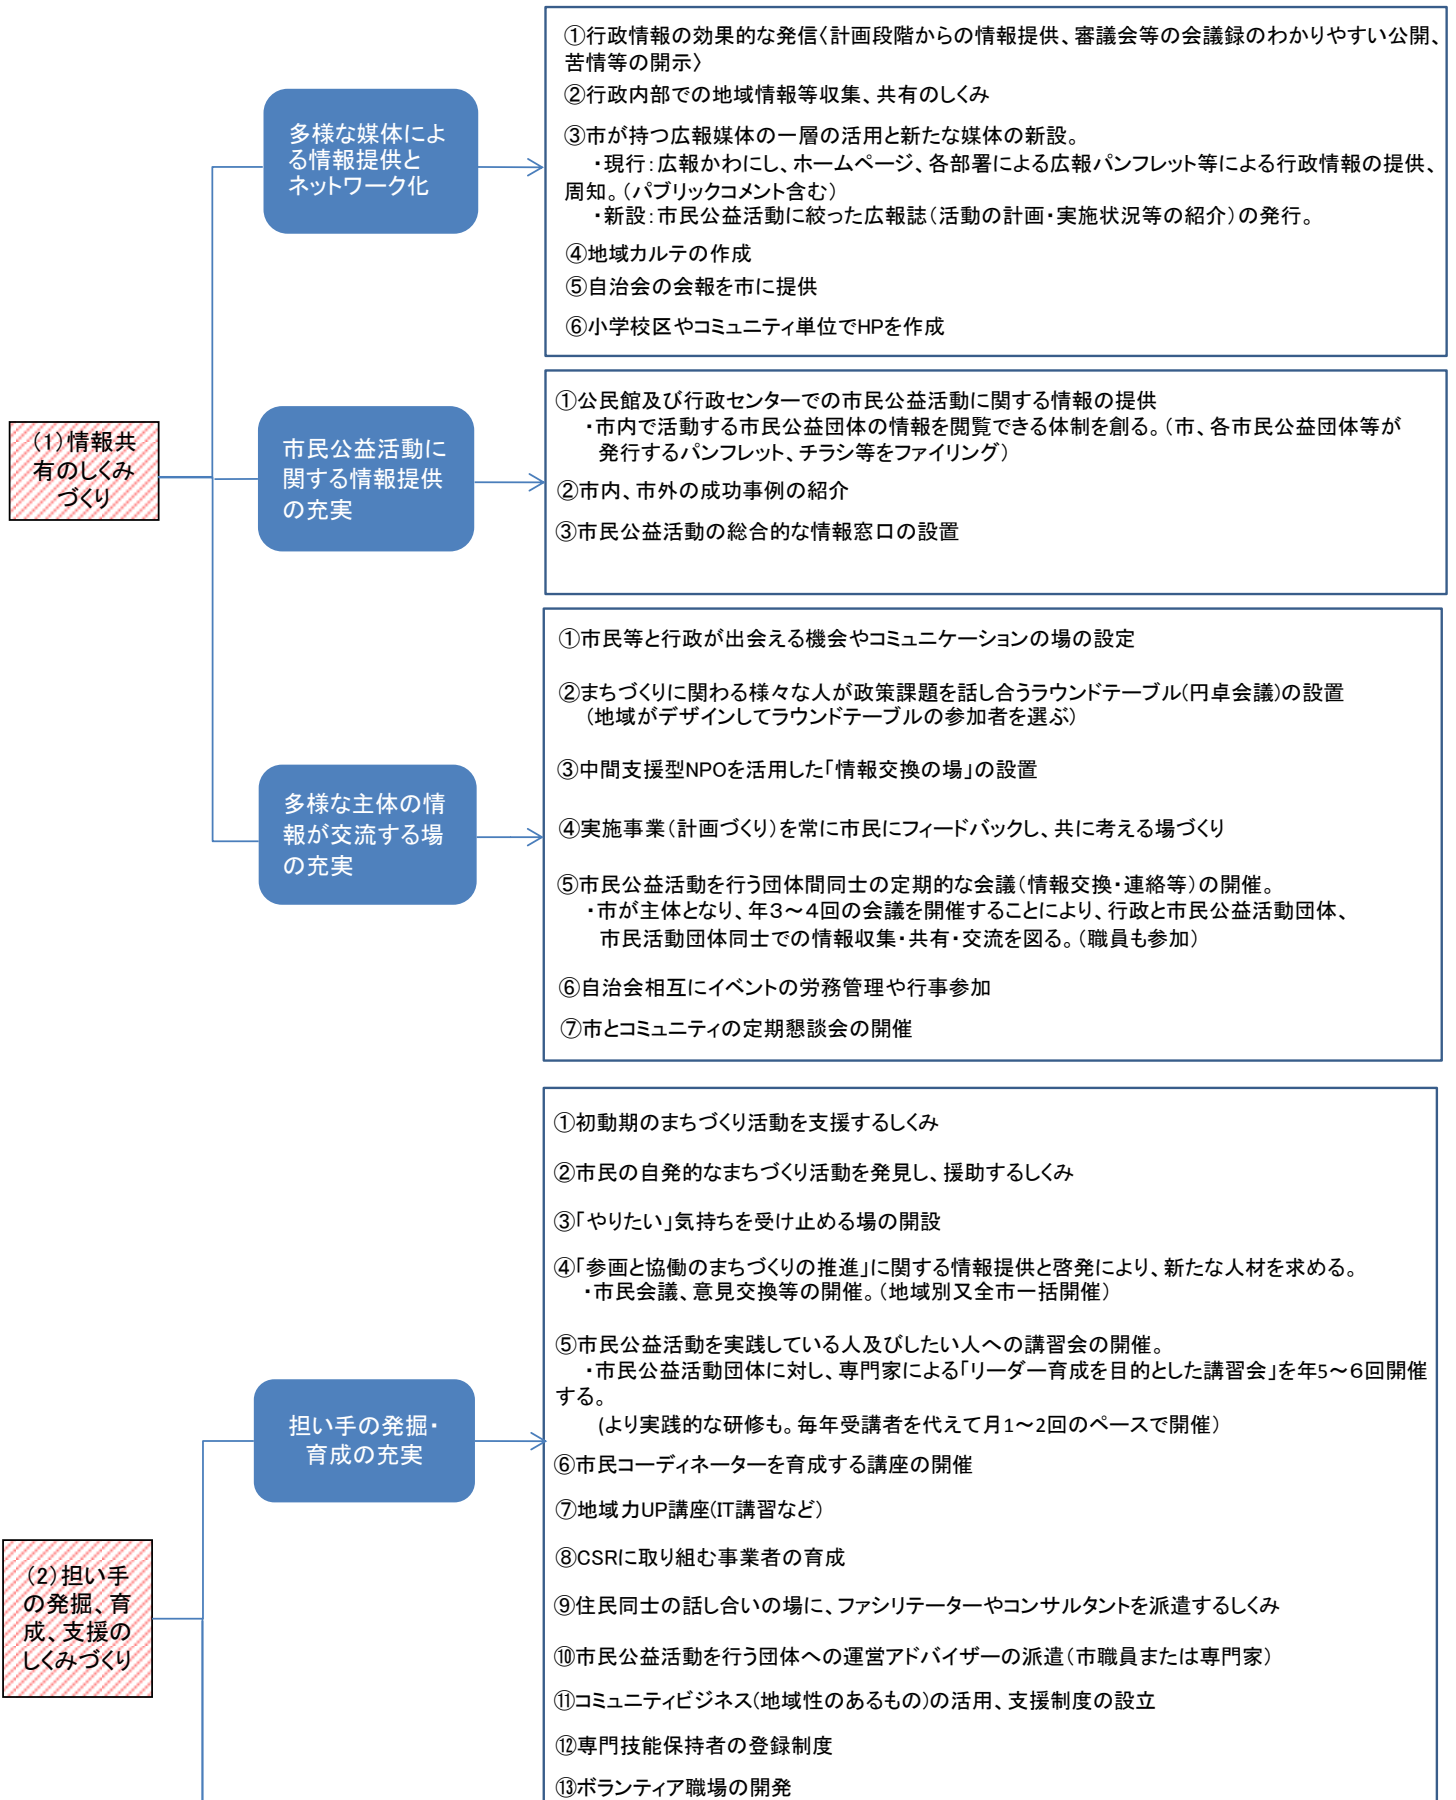 (1)情報共
有のしくみ
づくり
多様な媒体によ
る情報提供と
ネットワーク化
①行政情報の効果的な発信〈計画段階からの情報提供、審議会等の会議録のわかりやすい公開、
苦情等の開示〉
②行政内部での地域情報等収集、共有のしくみ
③市が持つ広報媒体の一層の活用と新たな媒体の新設。
・現行：広報かわにし、ホームページ、各部署による広報パンフレット等による行政情報の提供、
周知。（パブリックコメント含む）
・新設：市民公益活動に絞った広報誌（活動の計画・実施状況等の紹介）の発行。
④地域カルテの作成
⑤自治会の会報を市に提供
⑥小学校区やコミュニティ単位でHPを作成
市民公益活動に
関する情報提供
の充実
①公民館及び行政センターでの市民公益活動に関する情報の提供
・市内で活動する市民公益団体の情報を閲覧できる体制を創る。（市、各市民公益団体等が
発行するパンフレット、チラシ等をファイリング）
②市内、市外の成功事例の紹介
③市民公益活動の総合的な情報窓口の設置
多様な主体の情
報が交流する場
の充実
①市民等と行政が出会える機会やコミュニケーションの場の設定
②まちづくりに関わる様々な人が政策課題を話し合うラウンドテーブル(円卓会議)の設置
（地域がデザインしてラウンドテーブルの参加者を選ぶ）
③中間支援型NPOを活用した「情報交換の場」の設置
④実施事業（計画づくり）を常に市民にフィードバックし、共に考える場づくり
⑤市民公益活動を行う団体間同士の定期的な会議（情報交換・連絡等）の開催。
・市が主体となり、年３～４回の会議を開催することにより、行政と市民公益活動団体、
市民活動団体同士での情報収集・共有・交流を図る。（職員も参加）
⑥自治会相互にイベントの労務管理や行事参加
⑦市とコミュニティの定期懇談会の開催
(2)担い手
の発掘、育
成、支援の
しくみづくり
担い手の発掘・
育成の充実
①初動期のまちづくり活動を支援するしくみ
②市民の自発的なまちづくり活動を発見し、援助するしくみ
③「やりたい」気持ちを受け止める場の開設
④「参画と協働のまちづくりの推進」に関する情報提供と啓発により、新たな人材を求める。
・市民会議、意見交換等の開催。（地域別又全市一括開催）
⑤市民公益活動を実践している人及びしたい人への講習会の開催。
・市民公益活動団体に対し、専門家による「リーダー育成を目的とした講習会」を年5～６回開催
する。
(より実践的な研修も。毎年受講者を代えて月1～2回のペースで開催）
⑥市民コーディネーターを育成する講座の開催
⑦地域力UP講座(IT講習など）
⑧CSRに取り組む事業者の育成
⑨住民同士の話し合いの場に、ファシリテーターやコンサルタントを派遣するしくみ
⑩市民公益活動を行う団体への運営アドバイザーの派遣（市職員または専門家）
⑪コミュニティビジネス(地域性のあるもの)の活用、支援制度の設立
⑫専門技能保持者の登録制度
⑬ボランティア職場の開発